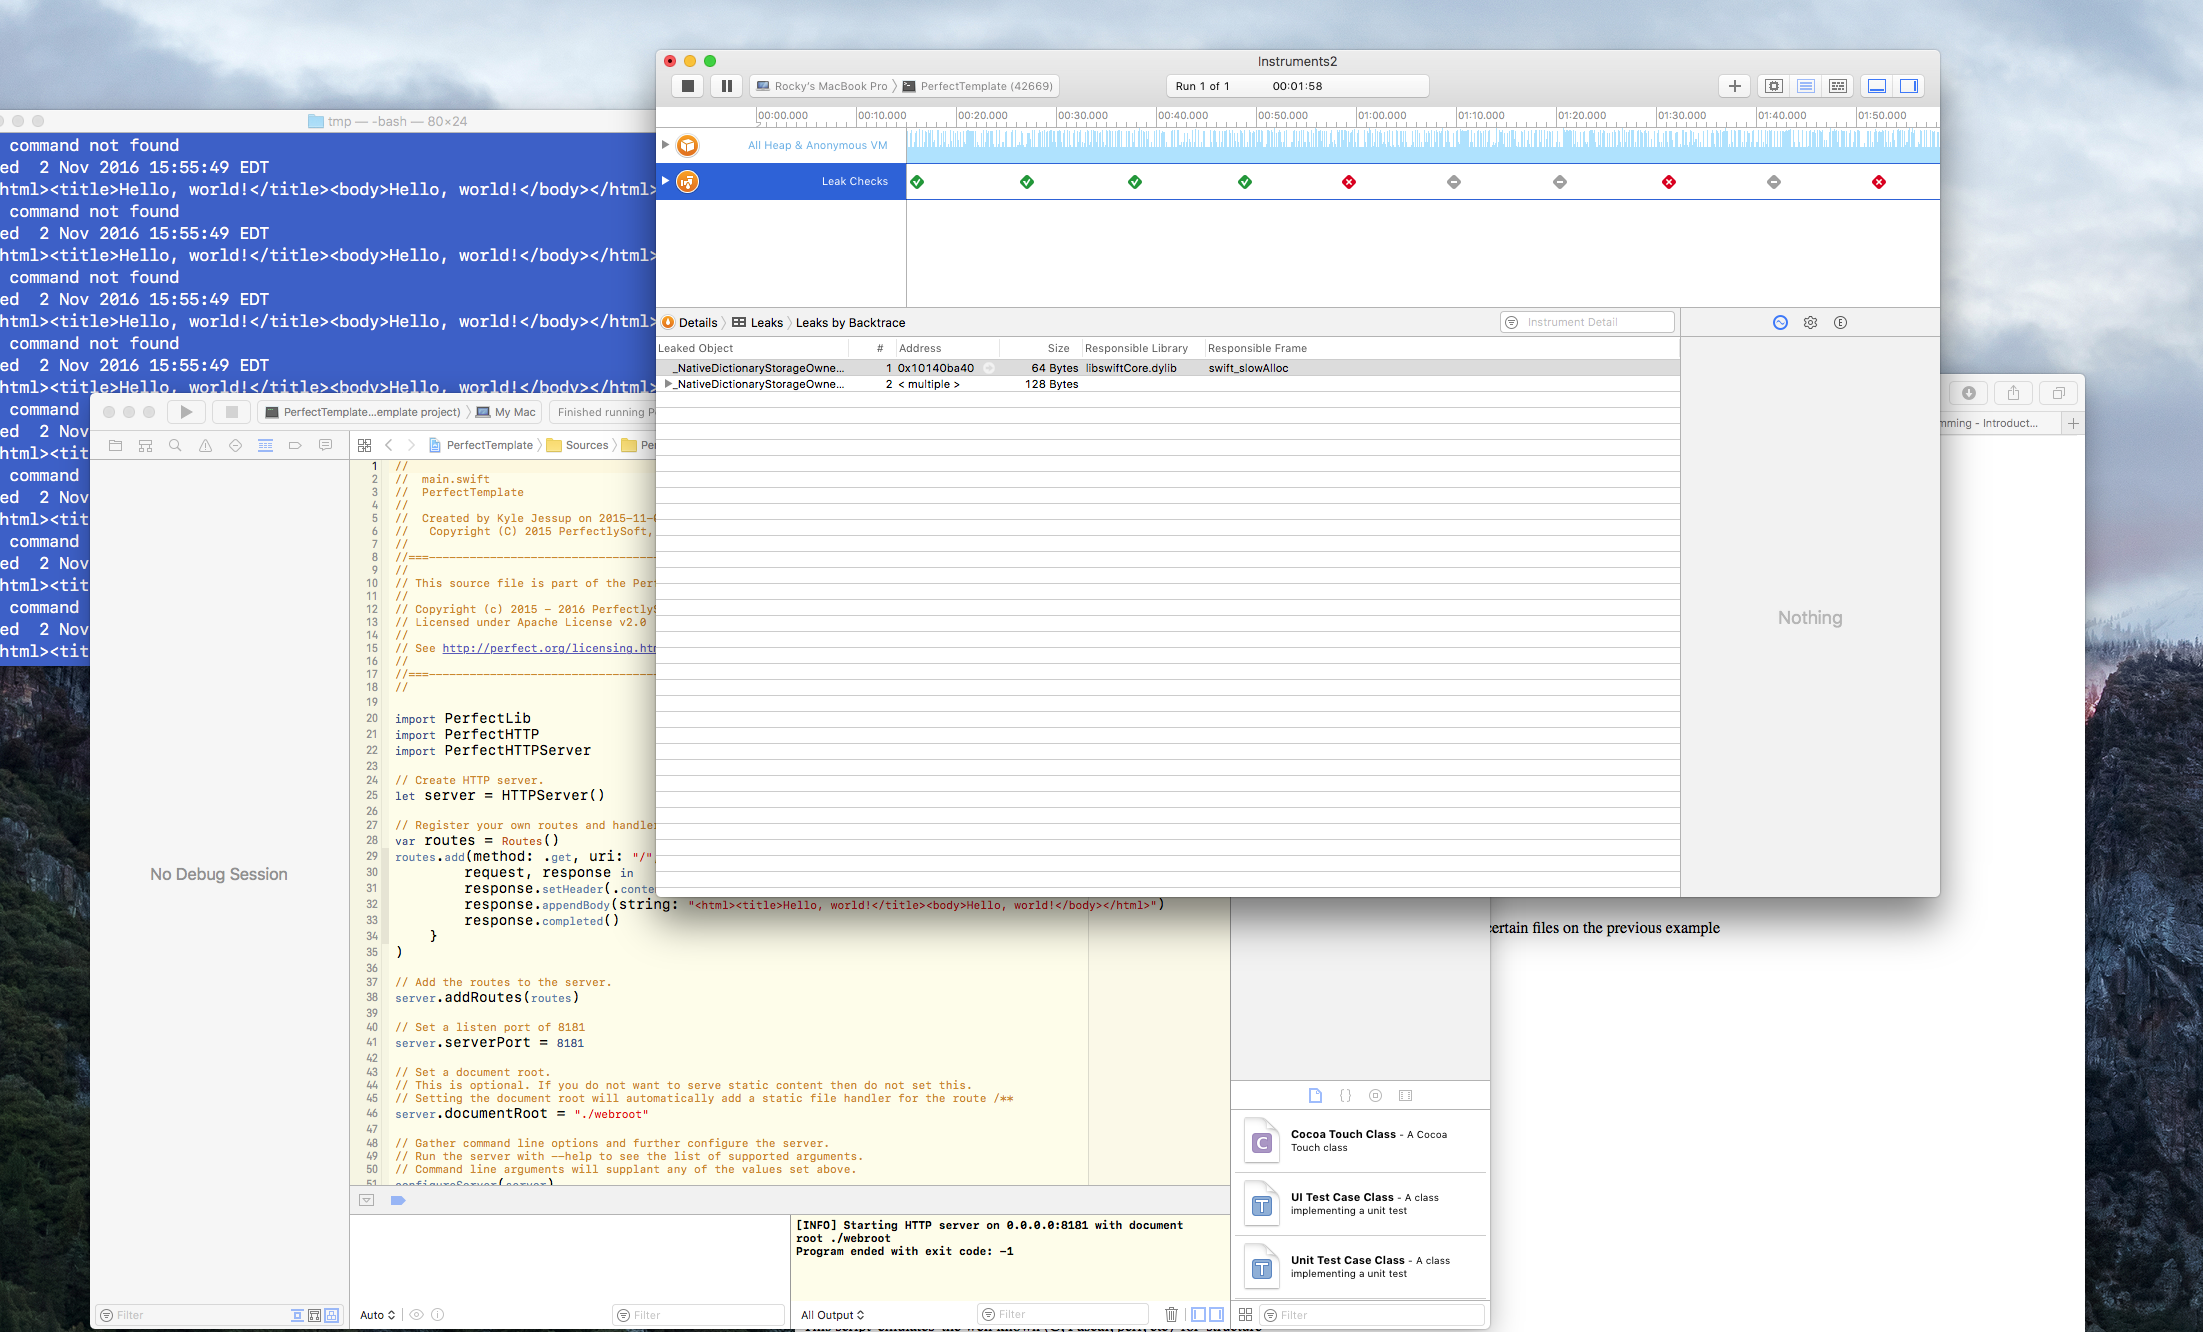 tmp — -bash — 80×24
command not found
ed  2 Nov 2016 15:55:49 EDT
html><title>Hello, world!</title><body>Hello, world!</body></html>
command not found
ed  2 Nov 2016 15:55:49 EDT
html><title>Hello, world!</title><body>Hello, world!</body></html>
command not found
ed  2 Nov 2016 15:55:49 EDT
html><title>Hello, world!</title><body>Hello, world!</body></html>
command not found
ed  2 Nov 2016 15:55:49 EDT
html><title>Hello, world!</title><body>Hello, world!</body></html>
command
ed  2 Nov
html><tit
command
ed  2 Nov
html><tit
command
ed  2 Nov
html><tit
command
ed  2 Nov
html><tit
Instruments2
Rocky's MacBook Pro PerfectTemplate (42669)
Run 1 of 1 00:01:58
00:00.000 00:10.000 00:20.000 00:30.000 00:40.000 00:50.000 01:00.000 01:10.000 01:20.000 01:30.000 01:40.000 01:50.000
All Heap & Anonymous VM
Leak Checks
Details Leaks Leaks by Backtrace
Instrument Detail
Leaked Object # Address Size Responsible Library Responsible Frame
_NativeDictionaryStorageOwne... 1 0x10140ba40 64 Bytes libswiftCore.dylib swift_slowAlloc
_NativeDictionaryStorageOwne... 2 < multiple > 128 Bytes
Nothing
PerfectTemplate...emplate project) My Mac
Finished running P
PerfectTemplate Sources Pe
No Debug Session
1 //
2 //  main.swift
3 //  PerfectTemplate
4 //
5 //  Created by Kyle Jessup on 2015-11-
6 //   Copyright (C) 2015 PerfectlySoft,
7 //
8 //===----------------------------------
9 //
10 // This source file is part of the Per
11 //
12 // Copyright (c) 2015 - 2016 PerfectlyS
13 // Licensed under Apache License v2.0
14 //
15 // See http://perfect.org/licensing.htm
16 //
17 //===----------------------------------
18 //
19
20 import PerfectLib
21 import PerfectHTTP
22 import PerfectHTTPServer
23
24 // Create HTTP server.
25 let server = HTTPServer()
26
27 // Register your own routes and handler
28 var routes = Routes()
29 routes.add(method: .get, uri: "/",
30 request, response in
31 response.setHeader(.conte
32 response.appendBody(string: "<html><title>Hello, world!</title><body>Hello, world!</body></html>")
33 response.completed()
34 }
35 )
36
37 // Add the routes to the server.
38 server.addRoutes(routes)
39
40 // Set a listen port of 8181
41 server.serverPort = 8181
42
43 // Set a document root.
44 // This is optional. If you do not want to serve static content then do not set this.
45 // Setting the document root will automatically add a static file handler for the route /**
46 server.documentRoot = "./webroot"
47
48 // Gather command line options and further configure the server.
49 // Run the server with --help to see the list of supported arguments.
50 // Command line arguments will supplant any of the values set above.
51 configureServer(server)
[INFO] Starting HTTP server on 0.0.0.0:8181 with document
root ./webroot
Program ended with exit code: -1
Filter
Auto
Filter
All Output
Filter
Cocoa Touch Class - A Cocoa
Touch class
UI Test Case Class - A class
implementing a unit test
Unit Test Case Class - A class
implementing a unit test
Filter
mming - Introduct...
ertain files on the previous example